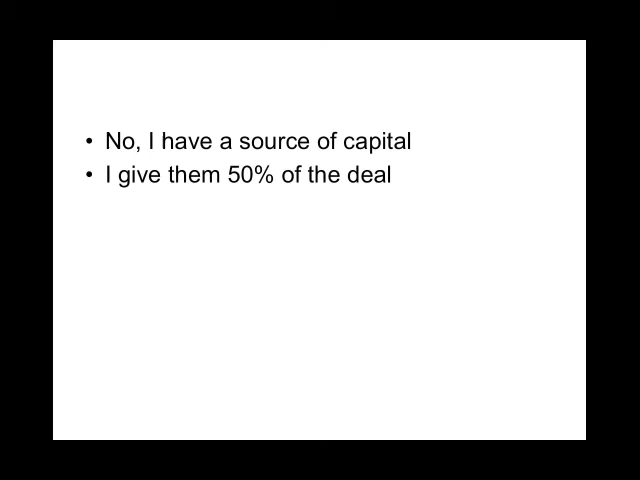 • No, I have a source of capital
• I give them 50% of the deal